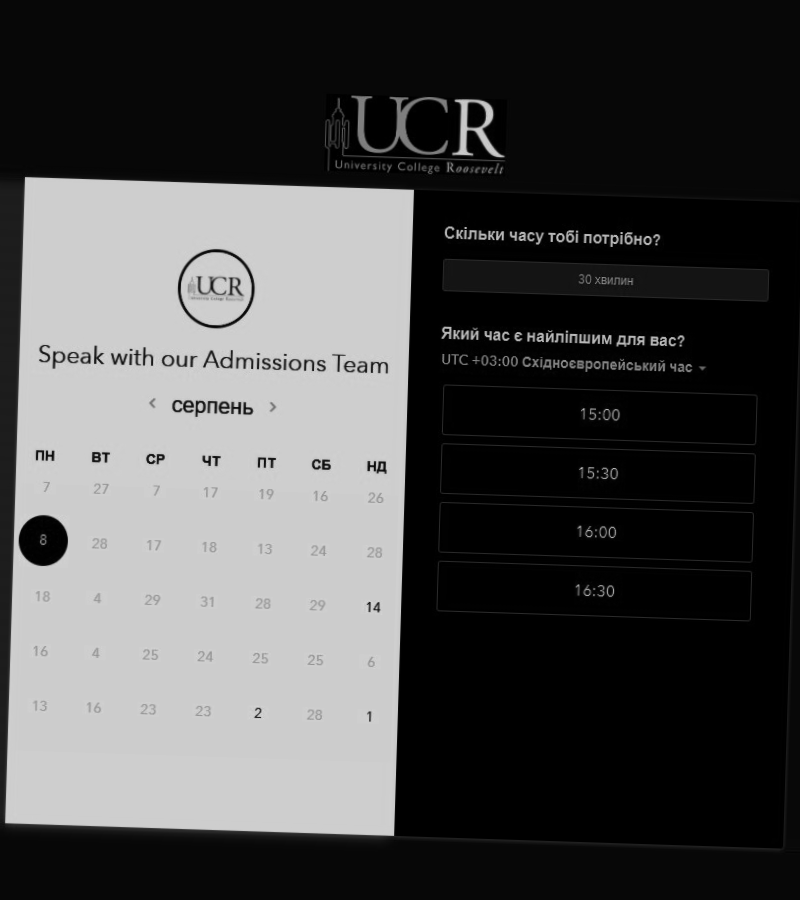 UCR
University College Roosevelt
UCR
University College Roosevelt
Speak with our Admissions Team
серпень
ПН ВТ СР ЧТ ПТ СБ НД
7 27 7 17 19 16 26
8 28 17 18 13 24 28
18 4 29 31 28 29 14
16 4 25 24 25 25 6
13 16 23 23 2 28 1
Скільки часу тобі потрібно?
30 хвилин
Який час є найліпшим для вас?
UTC +03:00 Східноєвропейський час
15:00
15:30
16:00
16:30